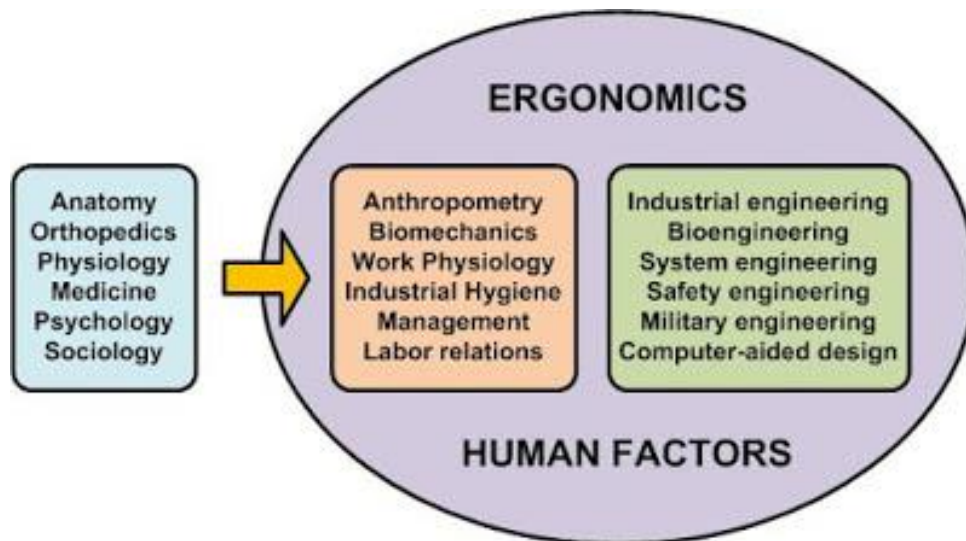 ERGONOMICS
Anatomy
Orthopedics
Physiology
Medicine
Psychology
Sociology
Anthropometry
Biomechanics
Work Physiology
Industrial Hygiene
Management
Labor relations
Industrial engineering
Bioengineering
System engineering
Safety engineering
Military engineering
Computer-aided design
HUMAN FACTORS